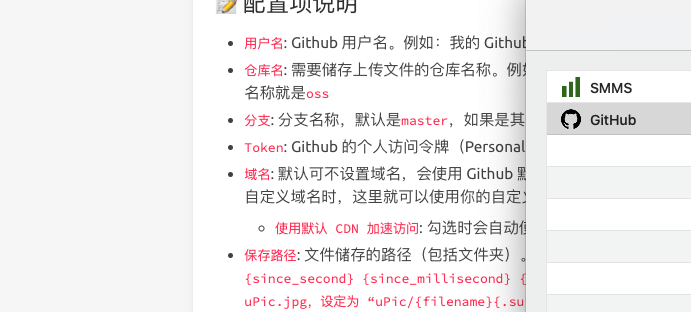 📝 配置项说明
用户名: Github 用户名。例如：我的 Githu
仓库名: 需要储存上传文件的仓库名称。例如
名称就是oss
分支: 分支名称，默认是master，如果是其
Token: Github 的个人访问令牌（Personal
域名: 默认可不设置域名，会使用 Github 默
自定义域名时，这里就可以使用你的自定义
使用默认 CDN 加速访问: 勾选时会自动使
保存路径: 文件储存的路径（包括文件夹）。
{since_second} {since_millisecond} {
uPic.jpg，设定为 “uPic/{filename}{.su
SMMS
GitHub